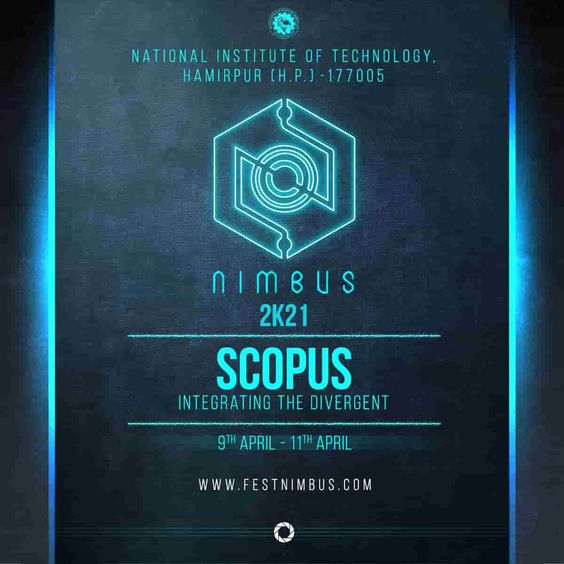 NATIONAL INSTITUTE OF TECHNOLOGY,
HAMIRPUR (H.P.) -177005
NIMBUS
2K21
SCOPUS
INTEGRATING THE DIVERGENT
9TH APRIL - 11TH APRIL
WWW.FESTNIMBUS.COM